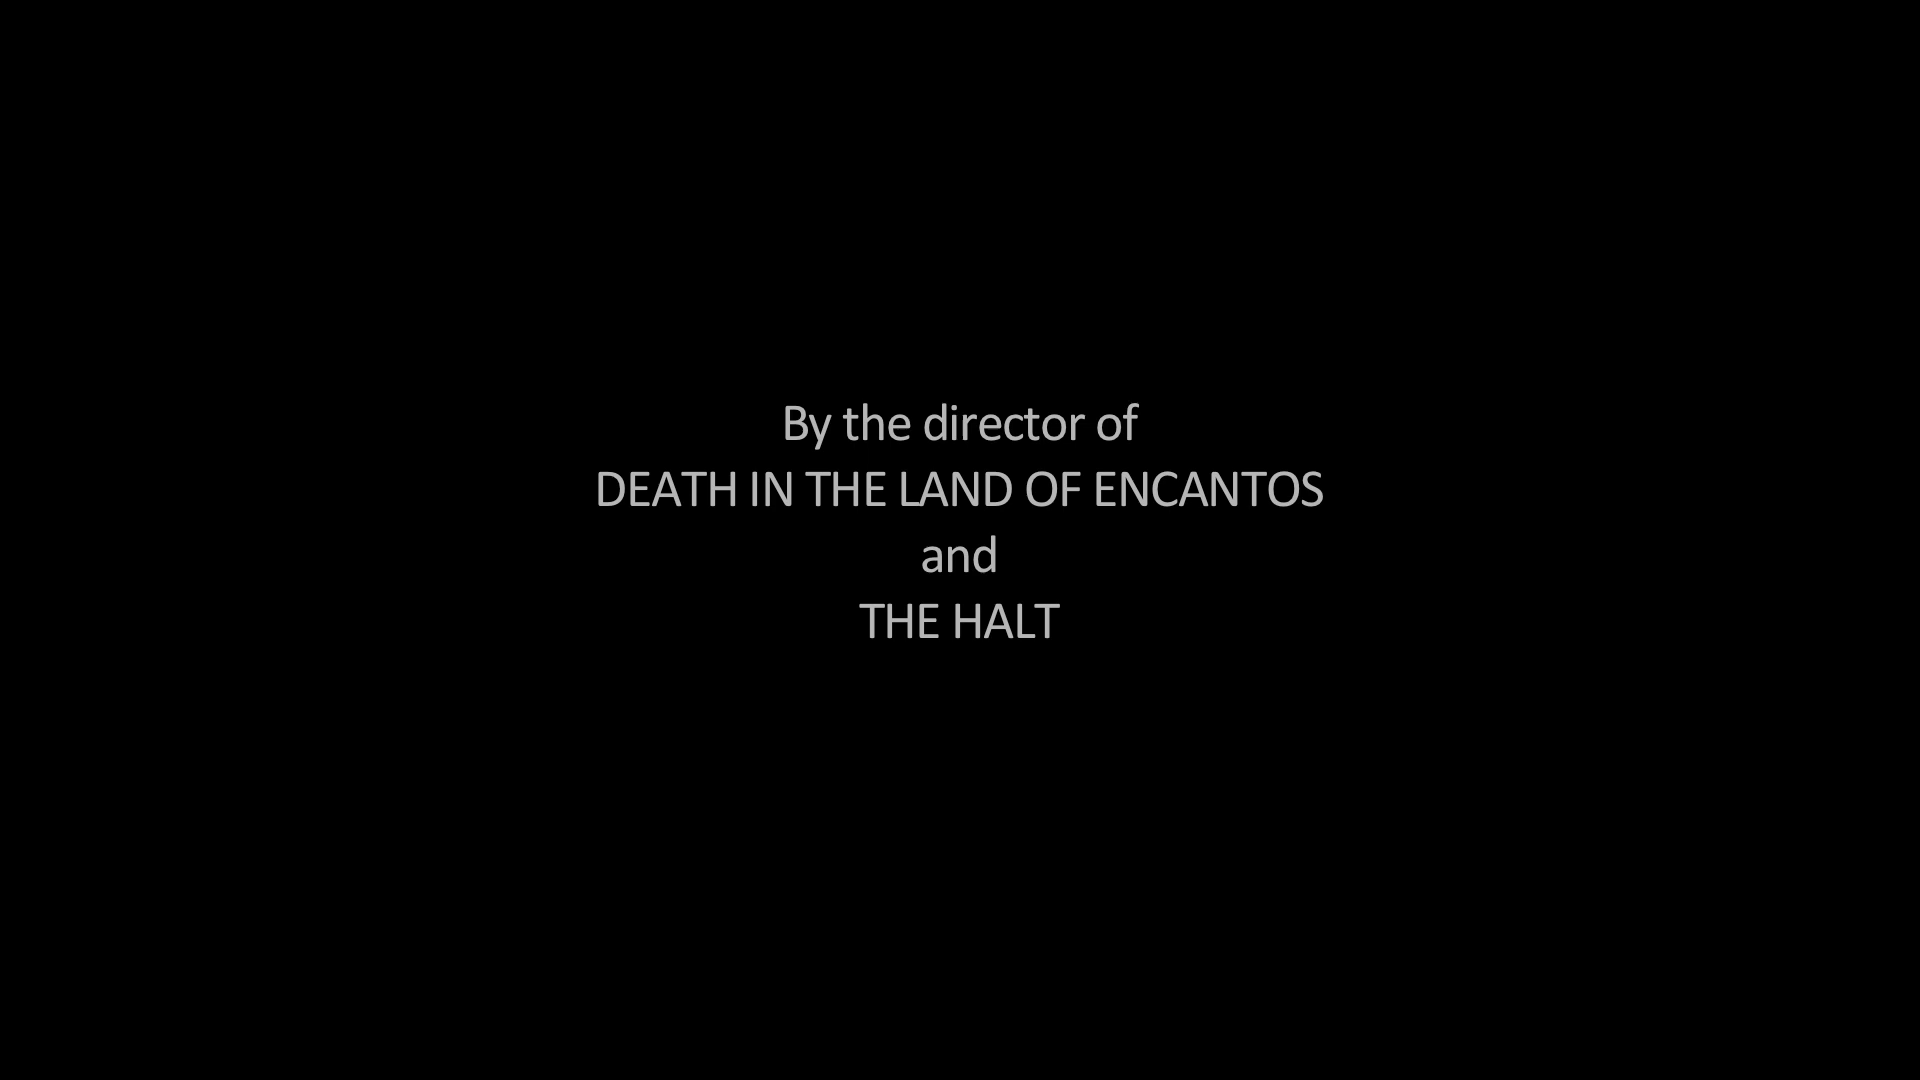 By the director of
DEATH IN THE LAND OF ENCANTOS
and
THE HALT